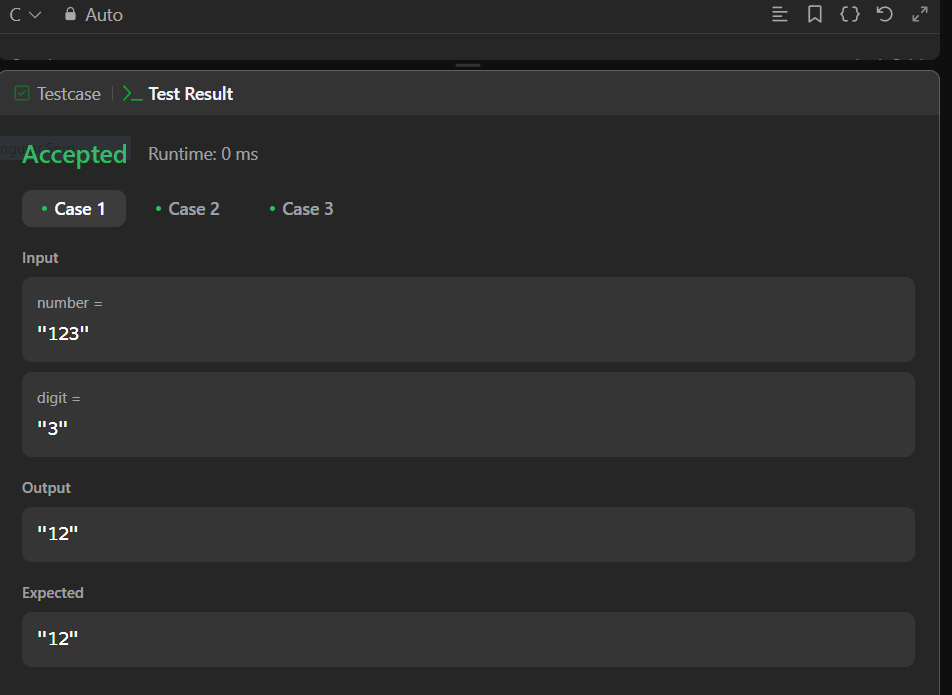 C Auto
Testcase Test Result
Accepted Runtime: 0 ms
Case 1 Case 2 Case 3
Input
number =
"123"
digit =
"3"
Output
"12"
Expected
"12"